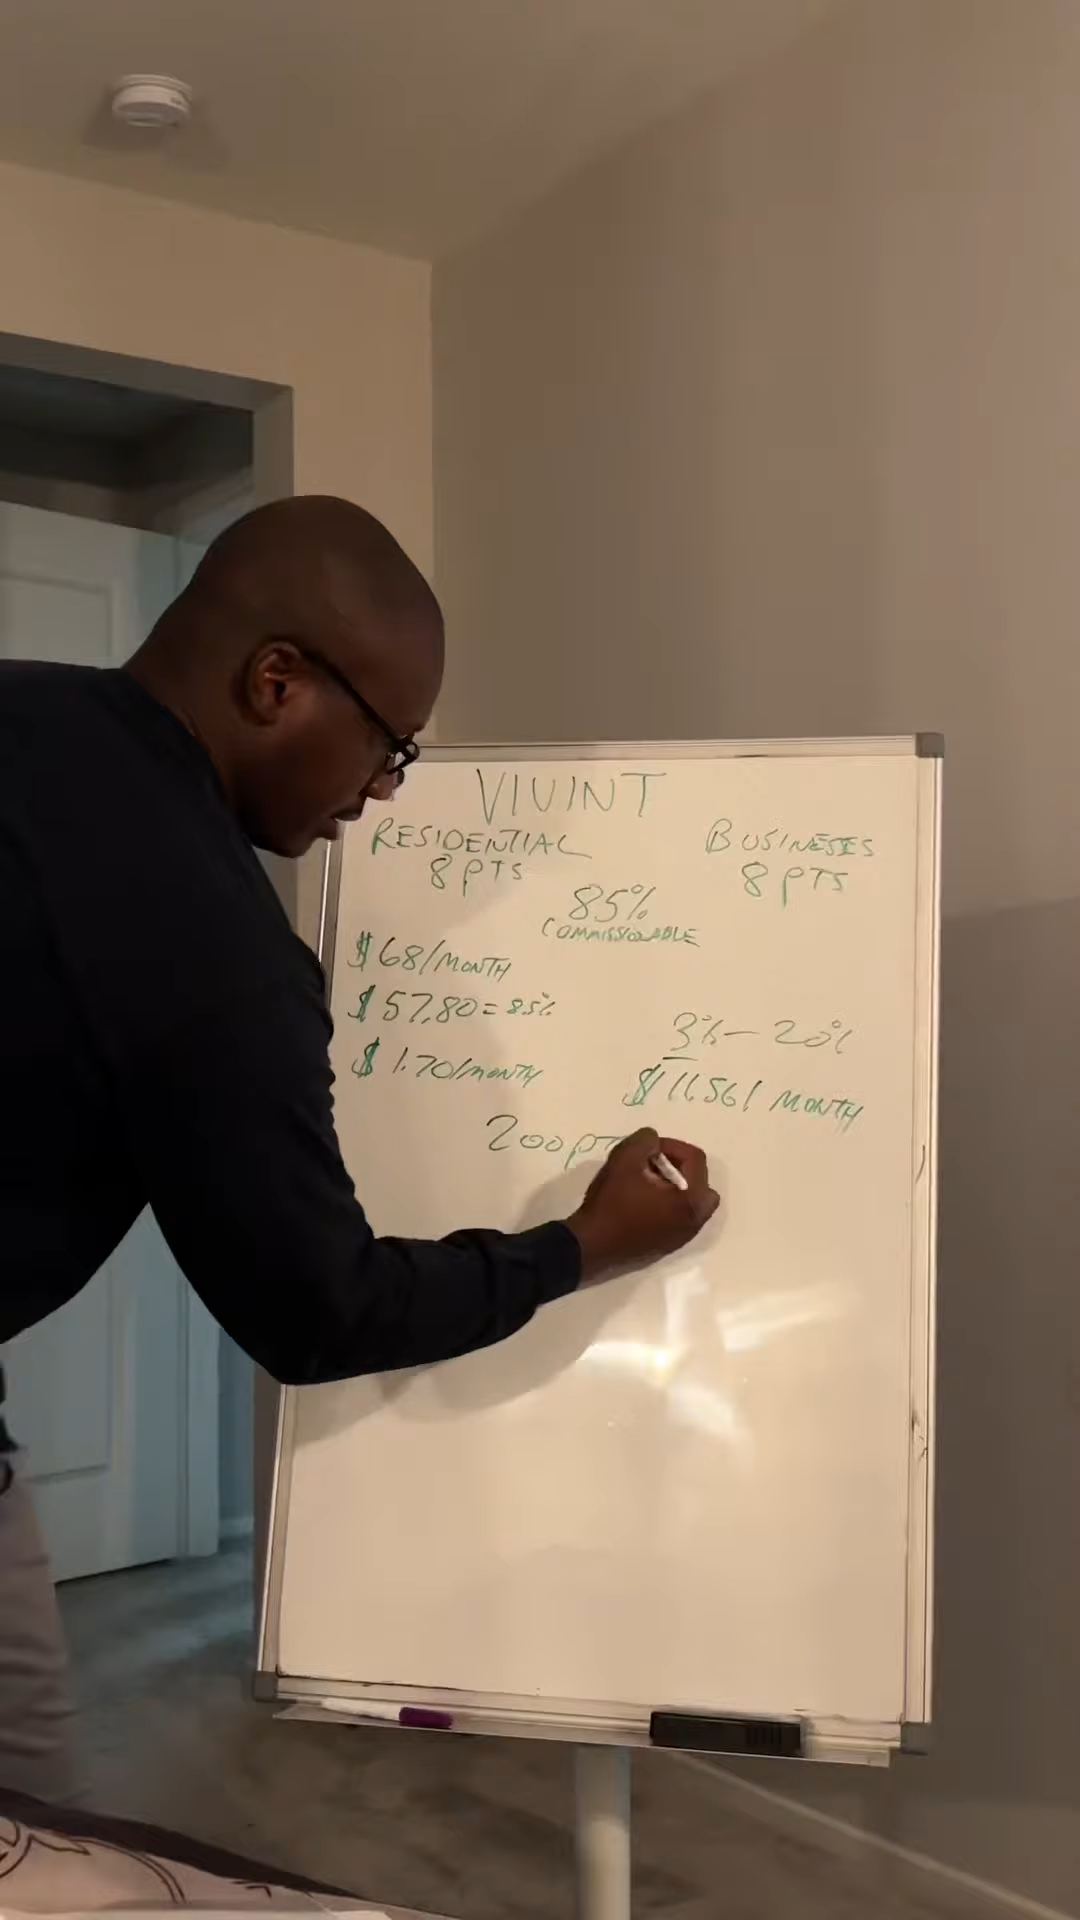 VIVINT
RESIDENTIAL
8 PTS
BUSINESSES
8 PTS
85%
COMMISSIONABLE
$68/MONTH
$57.80 = 85%
$1.70/MONTH
3% - 20%
$11.56/ MONTH
200